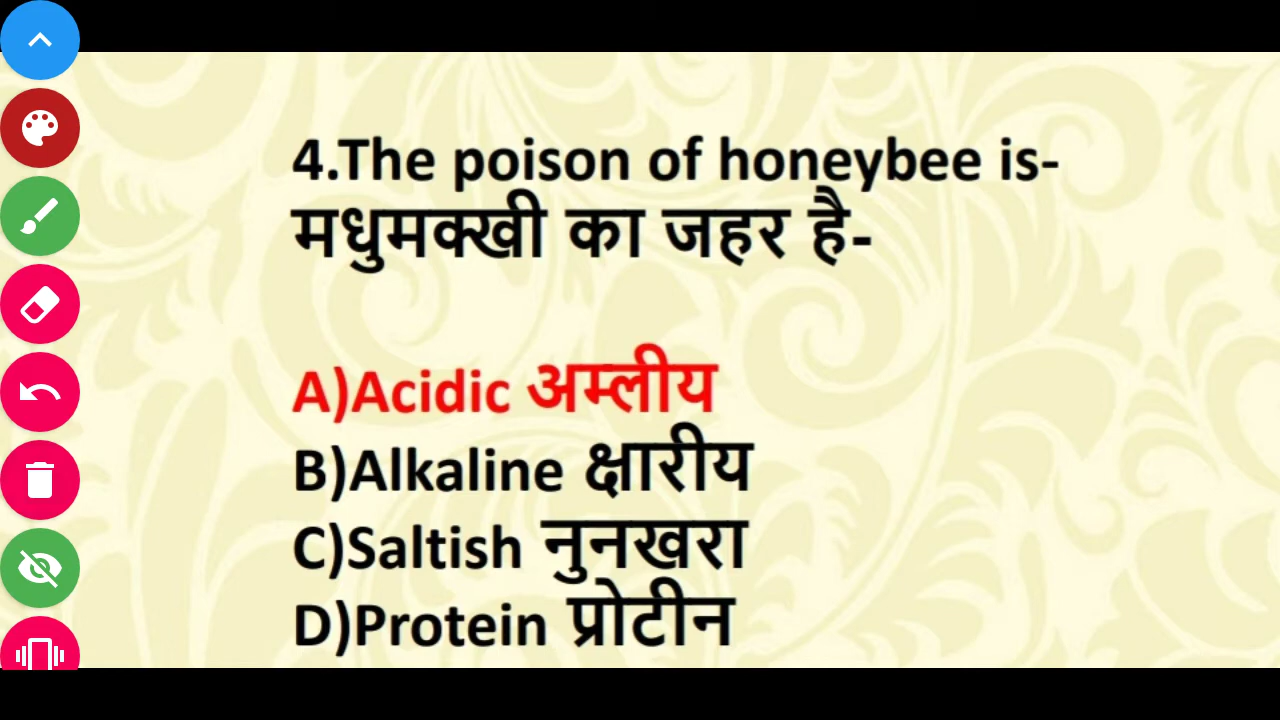 4.The poison of honeybee is-
मधुमक्खी का जहर है-
A)Acidic अम्लीय
B)Alkaline क्षारीय
C)Saltish नुनखरा
D)Protein प्रोटीन